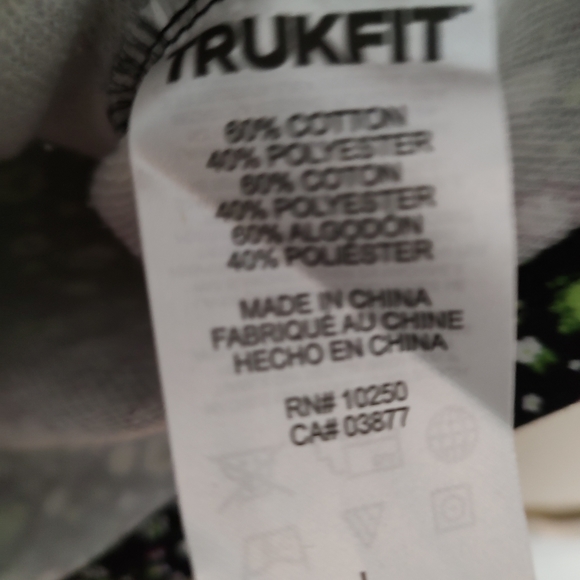 TRUKFIT
60% COTTON
40% POLYESTER
60% COTON
40% POLYESTER
60% ALGODÓN
40% POLIÉSTER
MADE IN CHINA
FABRIQUÉ AU CHINE
HECHO EN CHINA
RN# 10250
CA# 03877